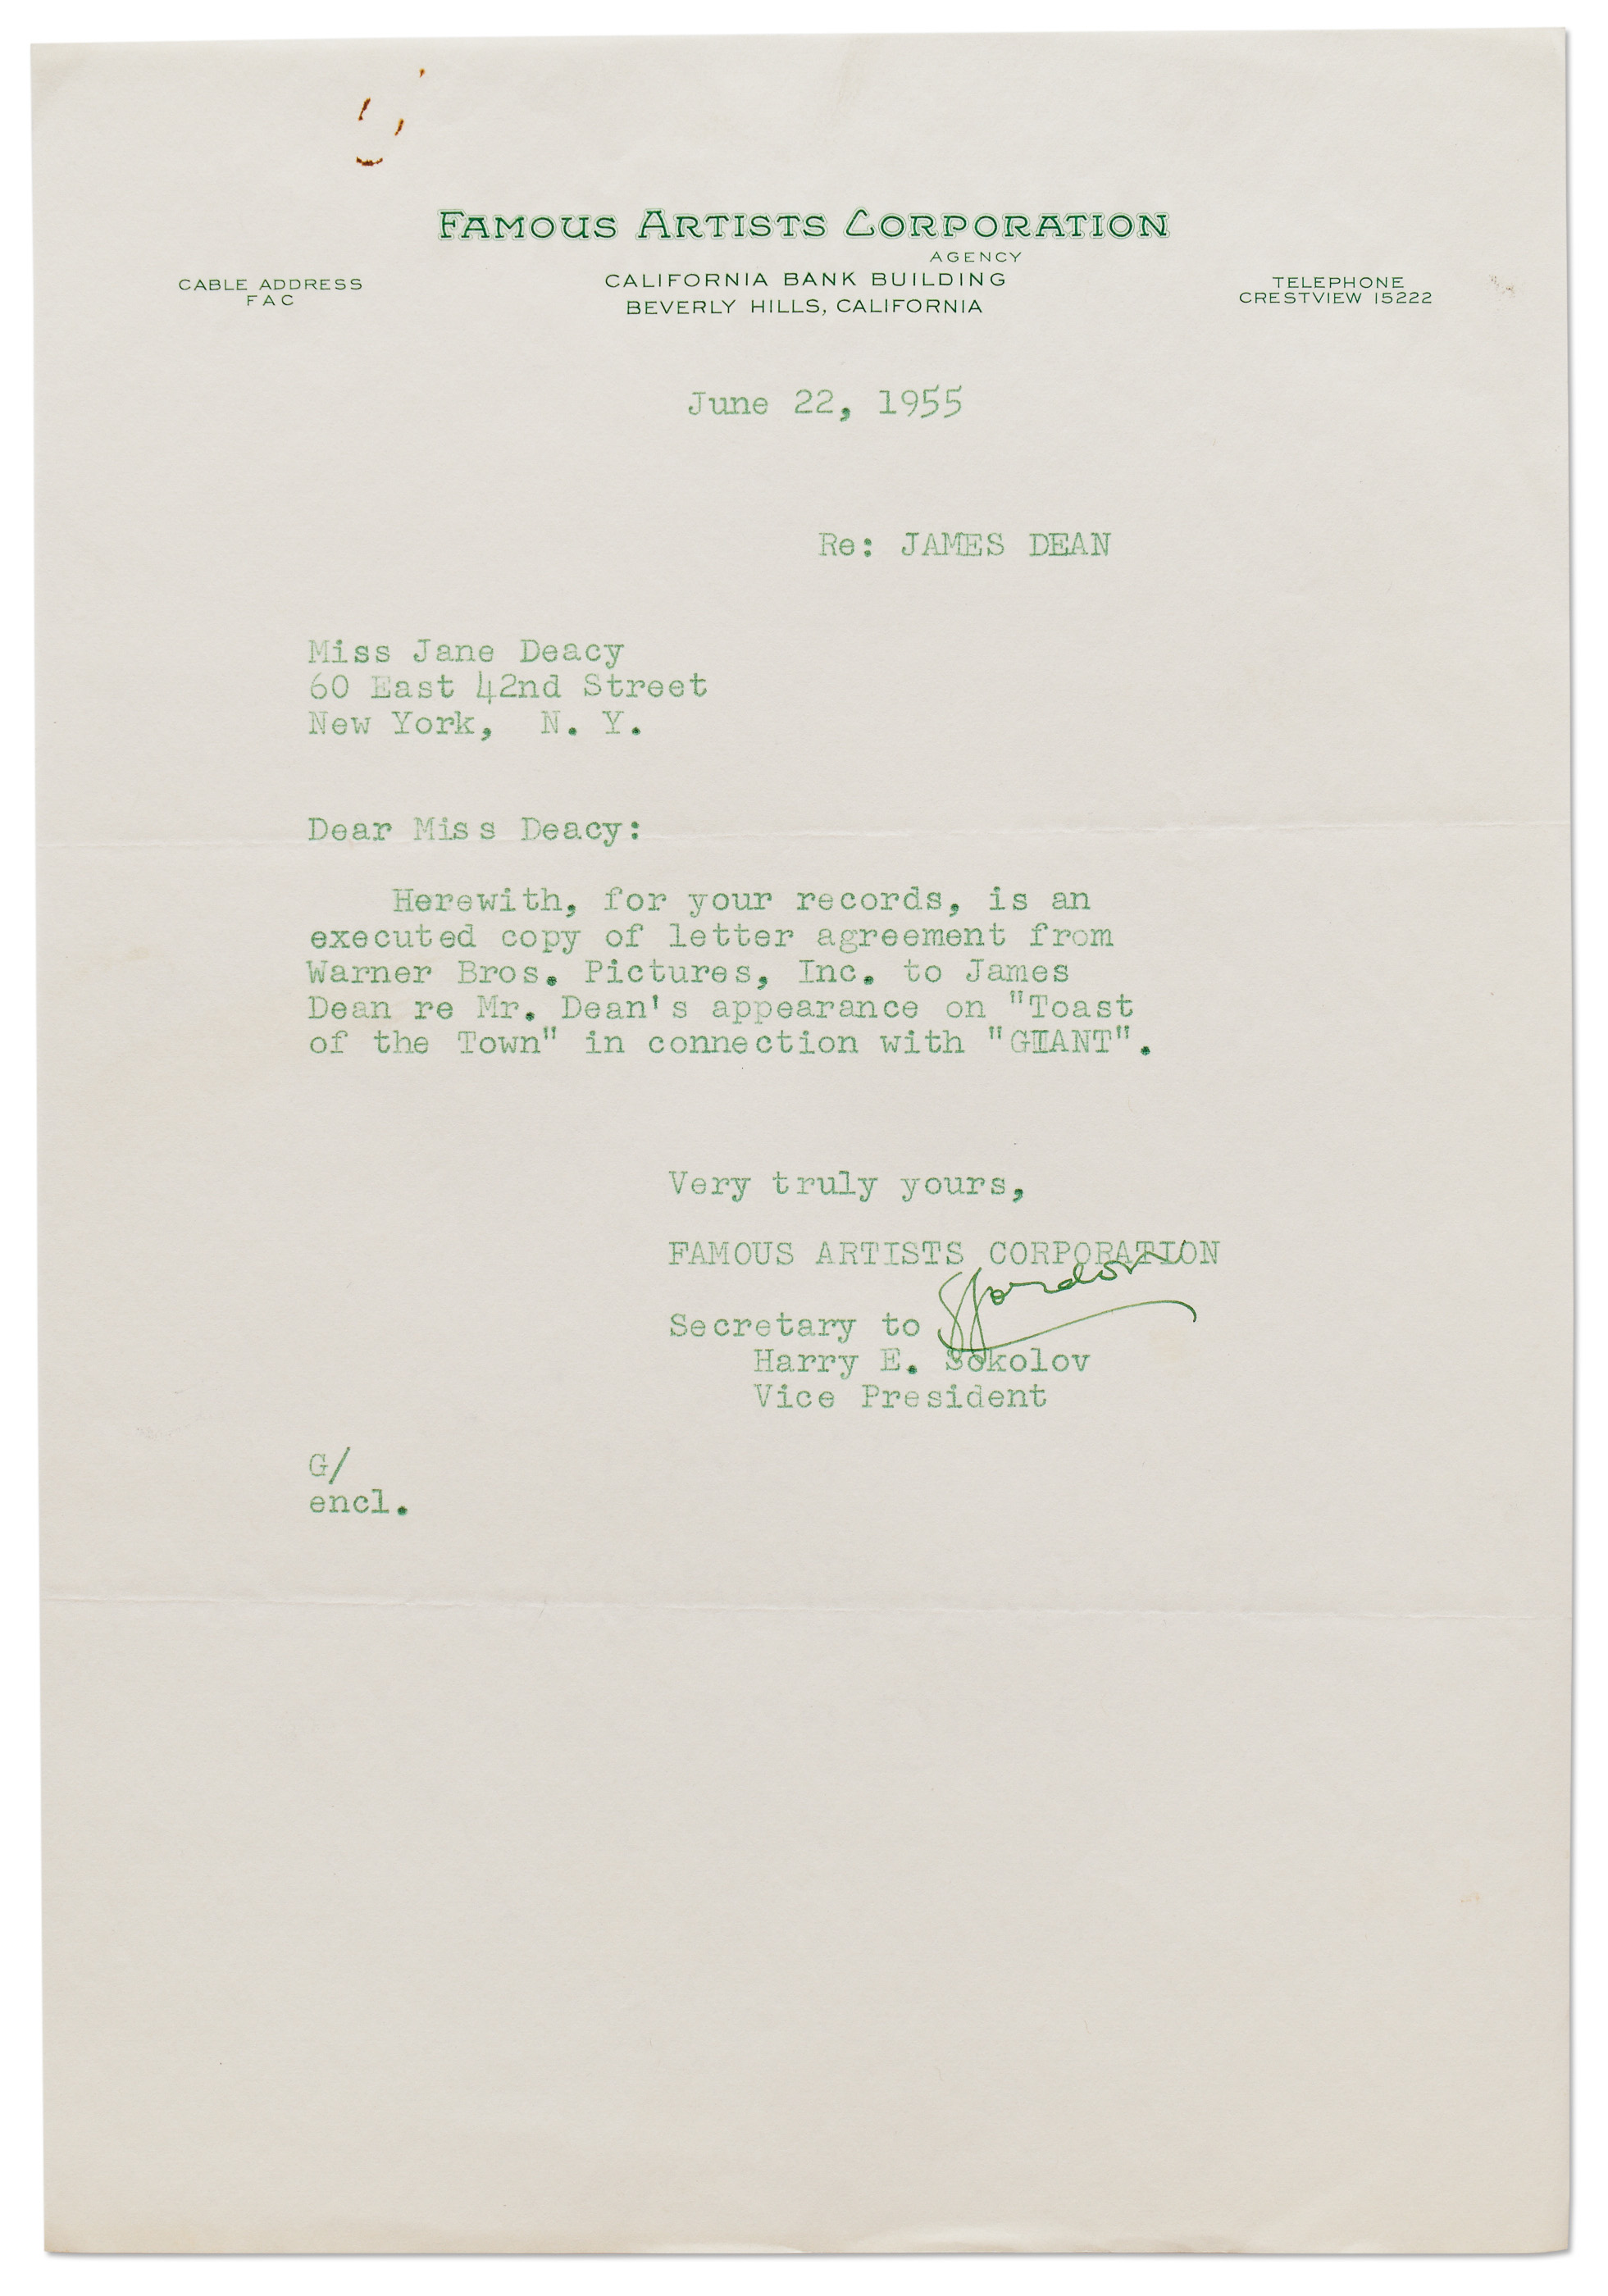 FAMOUS ARTISTS CORPORATION
AGENCY
CALIFORNIA BANK BUILDING
BEVERLY HILLS, CALIFORNIA
CABLE ADDRESS
FAC
TELEPHONE
CRESTVIEW 15222
June 22, 1955
Re: JAMES DEAN
Miss Jane Deacy
60 East 42nd Street
New York, N. Y.
Dear Miss Deacy:
Herewith, for your records, is an
executed copy of letter agreement from
Warner Bros. Pictures, Inc. to James
Dean re Mr. Dean's appearance on "Toast
of the Town" in connection with "GIANT".
Very truly yours,
FAMOUS ARTISTS CORPORATION
Secretary to
Harry E. Sokolov
Vice President
G/
encl.